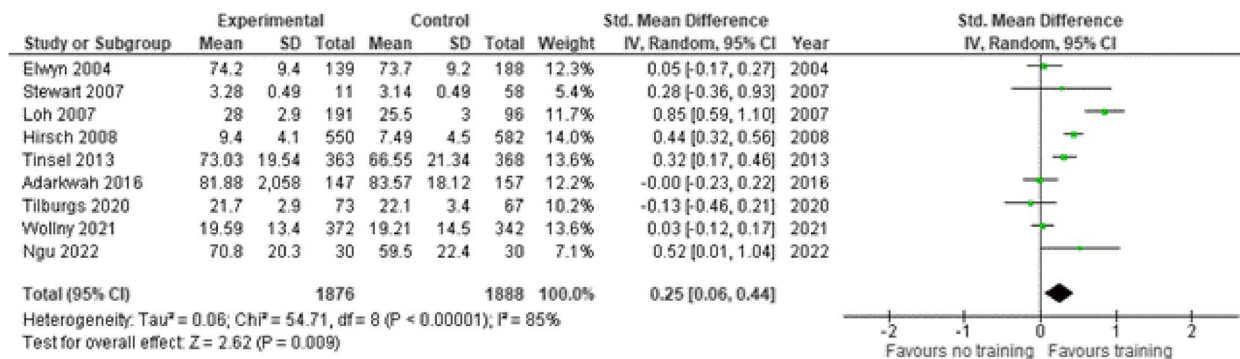 Experimental Control Std. Mean Difference Std. Mean Difference
Study or Subgroup Mean SD Total Mean SD Total Weight IV, Random, 95% CI Year IV, Random, 95% CI
Elwyn 2004 74.2 9.4 139 73.7 9.2 188 12.3% 0.05 [-0.17, 0.27] 2004
Stewart 2007 3.28 0.49 11 3.14 0.49 58 5.4% 0.28 [-0.36, 0.93] 2007
Loh 2007 28 2.9 191 25.5 3 96 11.7% 0.85 [0.59, 1.10] 2007
Hirsch 2008 9.4 4.1 550 7.49 4.5 582 14.0% 0.44 [0.32, 0.56] 2008
Tinsel 2013 73.03 19.54 363 66.55 21.34 368 13.6% 0.32 [0.17, 0.46] 2013
Adarkwah 2016 81.88 2,058 147 83.57 18.12 157 12.2% -0.00 [-0.23, 0.22] 2016
Tilburgs 2020 21.7 2.9 73 22.1 3.4 67 10.2% -0.13 [-0.46, 0.21] 2020
Wollny 2021 19.59 13.4 372 19.21 14.5 342 13.6% 0.03 [-0.12, 0.17] 2021
Ngu 2022 70.8 20.3 30 59.5 22.4 30 7.1% 0.52 [0.01, 1.04] 2022
Total (95% CI) 1876 1888 100.0% 0.25 [0.06, 0.44]
Heterogeneity: Tau² = 0.06; Chi² = 54.71, df = 8 (P < 0.00001); I² = 85%
Test for overall effect: Z = 2.62 (P = 0.009)
-2 -1 0 1 2
Favours no training Favours training